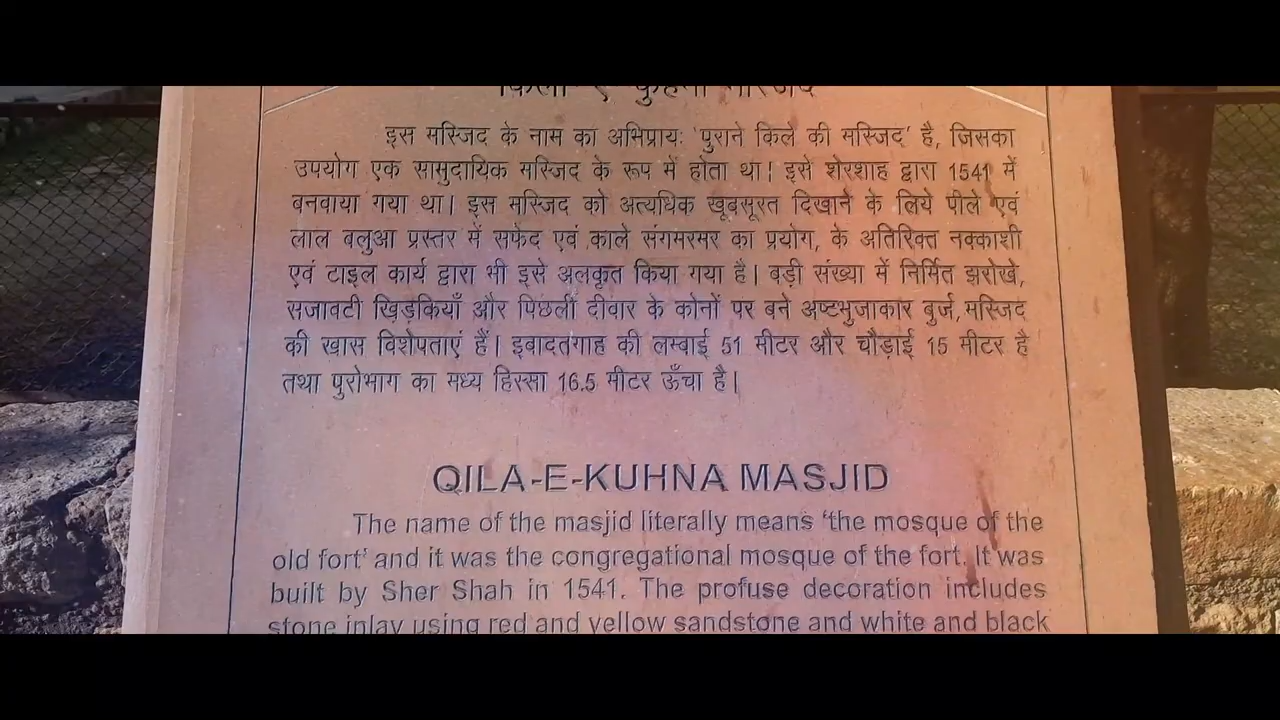 किला-ए-कुहना मस्जिद
इस मस्जिद के नाम का अभिप्रायः 'पुराने किले की मस्जिद' है, जिसका
उपयोग एक सामुदायिक मस्जिद के रूप में होता था। इसे शेरशाह द्वारा 1541 में
बनवाया गया था। इस मस्जिद को अत्यधिक खूबसूरत दिखाने के लिये पीले एवं
लाल बलुआ प्रस्तर में सफेद एवं काले संगमरमर का प्रयोग, के अतिरिक्त नक्काशी
एवं टाइल कार्य द्वारा भी इसे अलंकृत किया गया है। बड़ी संख्या में निर्मित झरोखे,
सजावटी खिड़कियाँ और पिछली दीवार के कोनों पर बने अष्टभुजाकार बुर्ज, मस्जिद
की खास विशेषताएं हैं। इबादतगाह की लम्बाई 51 मीटर और चौड़ाई 15 मीटर है
तथा पुरोभाग का मध्य हिस्सा 16.5 मीटर ऊँचा है।
QILA-E-KUHNA MASJID
The name of the masjid literally means 'the mosque of the
old fort' and it was the congregational mosque of the fort. It was
built by Sher Shah in 1541. The profuse decoration includes
stone inlay using red and yellow sandstone and white and black